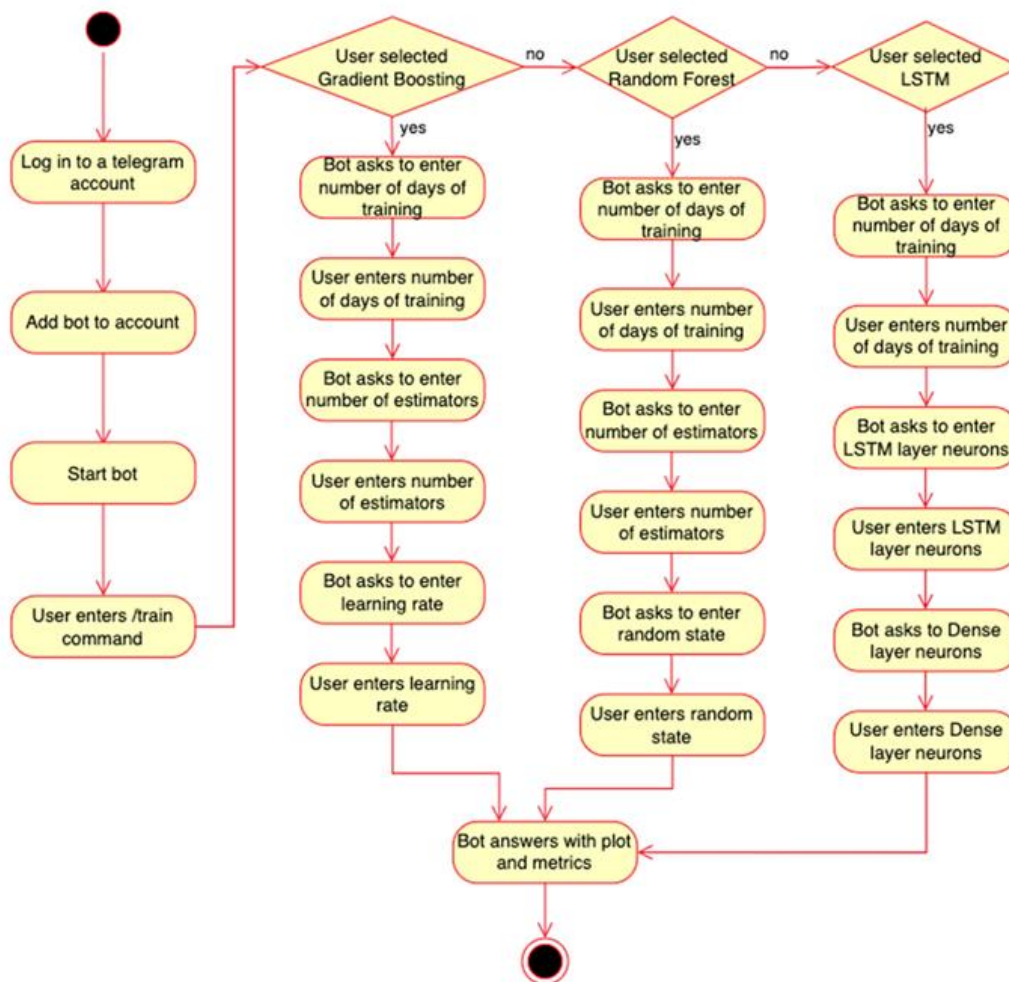 Log in to a telegram
account
Add bot to account
Start bot
User enters /train
command
User selected
Gradient Boosting
no
yes
Bot asks to enter
number of days of
training
User enters number
of days of training
Bot asks to enter
number of estimators
User enters number
of estimators
Bot asks to enter
learning rate
User enters learning
rate
User selected
Random Forest
no
yes
Bot asks to enter
number of days of
training
User enters number
of days of training
Bot asks to enter
number of estimators
User enters number
of estimators
Bot asks to enter
random state
User enters random
state
User selected
LSTM
yes
Bot asks to enter
number of days of
training
User enters number
of days of training
Bot asks to enter
LSTM layer neurons
User enters LSTM
layer neurons
Bot asks to Dense
layer neurons
User enters Dense
layer neurons
Bot answers with plot
and metrics